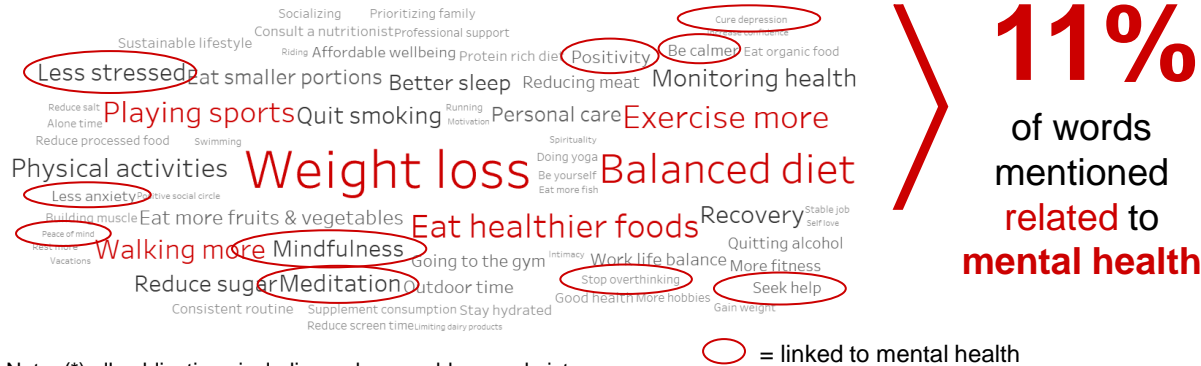 Socializing Prioritizing family
Consult a nutritionist Professional support
Cure depression
Increase confidence
Sustainable lifestyle
Riding Affordable wellbeing Protein rich diet Positivity Be calmer Eat organic food
Less stressed Eat smaller portions Better sleep Reducing meat Monitoring health
Reduce salt Playing sports Quit smoking Running Personal care Exercise more
Alone time Motivation
Reduce processed food Swimming Spirituality
Physical activities Weight loss Doing yoga Balanced diet
Be yourself
Eat more fish
Less anxiety Positive social circle
Building muscle Eat more fruits & vegetables Eat healthier foods Recovery Stable job
Self love
Peace of mind
Rest more Walking more Mindfulness Quitting alcohol
Vacations Going to the gym Intimacy Work life balance More fitness
Reduce sugar Meditation Outdoor time Stop overthinking Seek help
Good health More hobbies
Consistent routine Supplement consumption Stay hydrated Gain weight
Reduce screen time Limiting dairy products
11%
of words
mentioned
related to
mental health
= linked to mental health